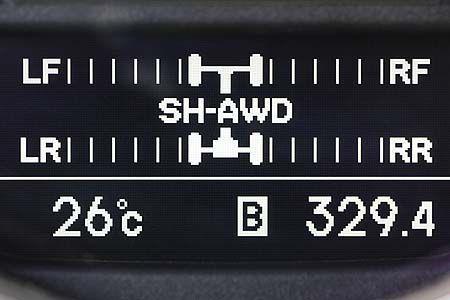 LF RF
SH-AWD
LR RR
26℃ B 329.4